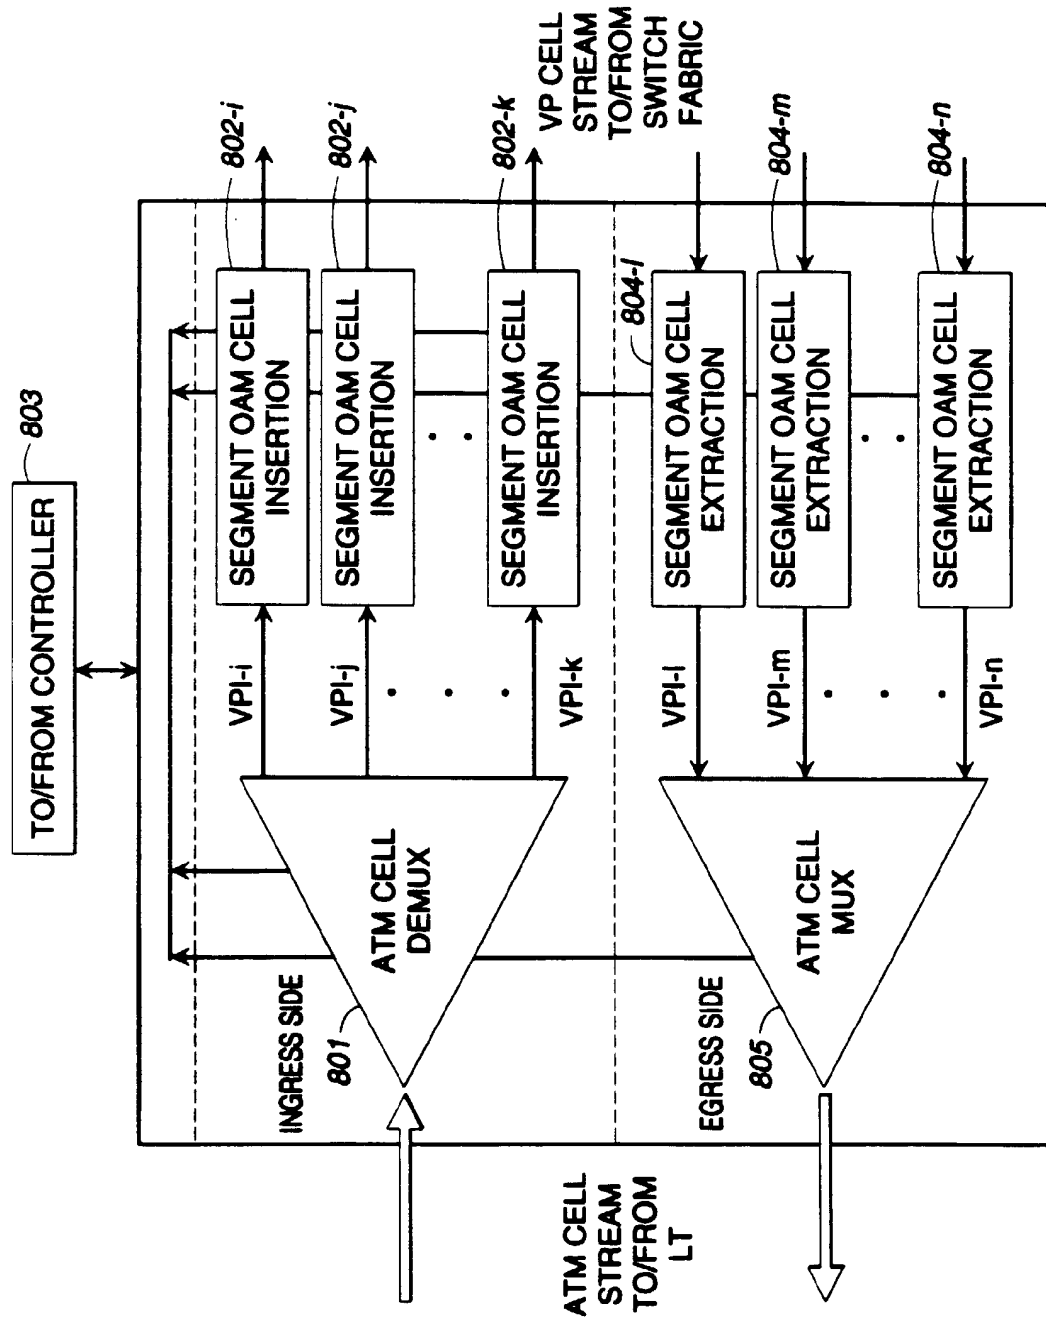 TO/FROM CONTROLLER
803
INGRESS SIDE
801
ATM CELL
DEMUX
VPI-i
VPI-j
VPI-k
SEGMENT OAM CELL
INSERTION
802-i
SEGMENT OAM CELL
INSERTION
802-j
SEGMENT OAM CELL
INSERTION
802-k
ATM CELL
STREAM
TO/FROM
LT
VP CELL
STREAM
TO/FROM
SWITCH
FABRIC
EGRESS SIDE
805
ATM CELL
MUX
VPI-l
VPI-m
VPI-n
SEGMENT OAM CELL
EXTRACTION
804-l
SEGMENT OAM CELL
EXTRACTION
804-m
SEGMENT OAM CELL
EXTRACTION
804-n